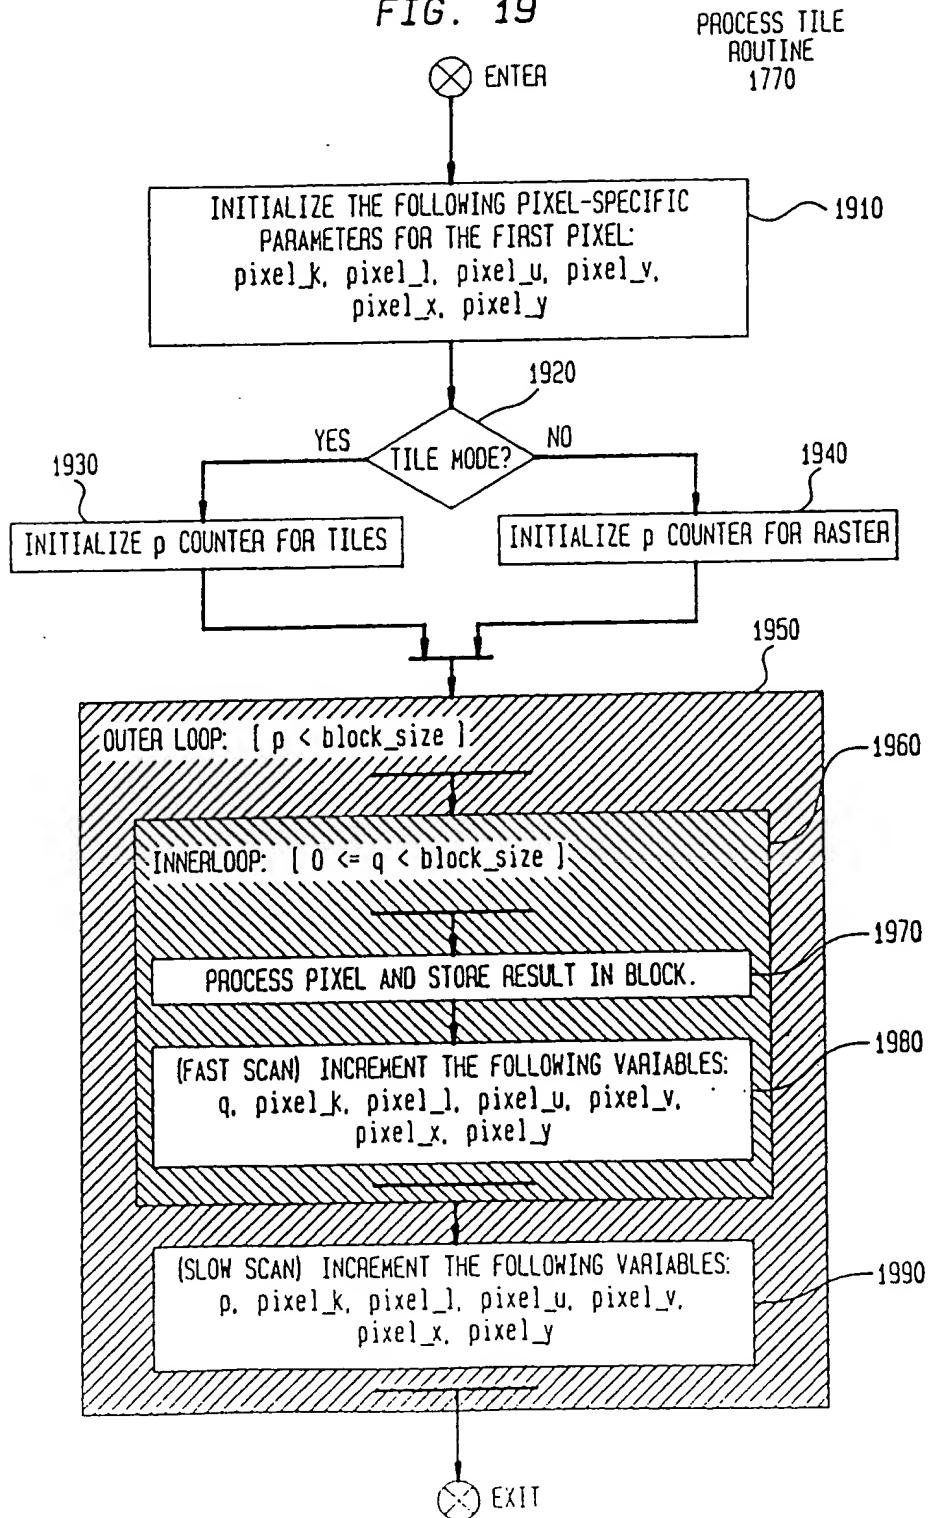 FIG. 19
PROCESS TILE
ROUTINE
1770
ENTER
INITIALIZE THE FOLLOWING PIXEL-SPECIFIC
PARAMETERS FOR THE FIRST PIXEL:
pixel_k, pixel_l, pixel_u, pixel_v,
pixel_x, pixel_y
1910
1920
YES
TILE MODE?
NO
1930
1940
INITIALIZE p COUNTER FOR TILES
INITIALIZE p COUNTER FOR RASTER
1950
OUTER LOOP: [ p < block_size ]
1960
INNERLOOP: [ 0 <= q < block_size ]
1970
PROCESS PIXEL AND STORE RESULT IN BLOCK.
1980
(FAST SCAN) INCREMENT THE FOLLOWING VARIABLES:
q, pixel_k, pixel_l, pixel_u, pixel_v,
pixel_x, pixel_y
(SLOW SCAN) INCREMENT THE FOLLOWING VARIABLES:
p, pixel_k, pixel_l, pixel_u, pixel_v,
pixel_x, pixel_y
1990
EXIT